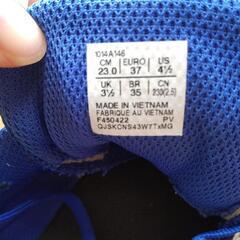 1014A146
CM EUR US
23.0 37 4½
UK BR CN
3½ 35 230(2.5)
MADE IN VIETNAM
FABRIQUE AU VIETNAM
F450422 PV
QJSKCNS43W7TxMG